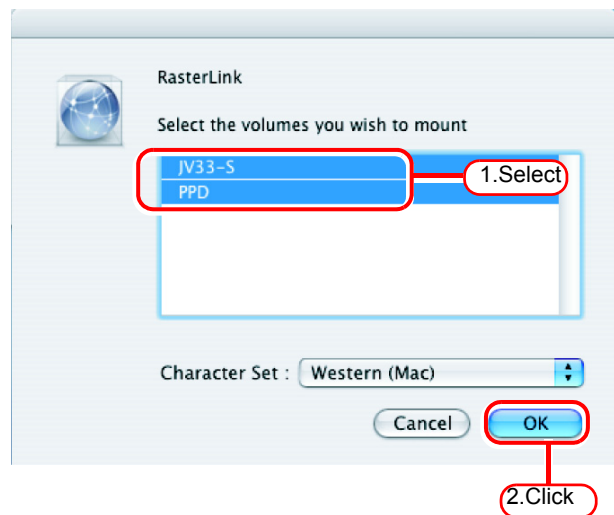 RasterLink
Select the volumes you wish to mount
JV33-S
PPD
1.Select
Character Set : Western (Mac)
Cancel OK
2.Click